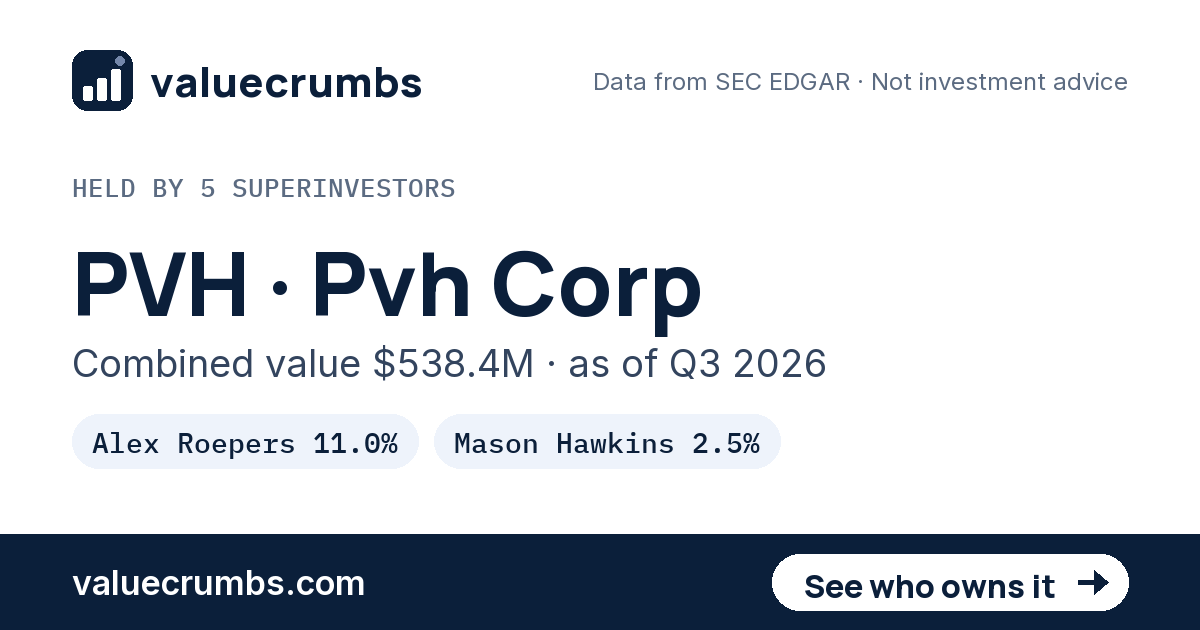 valuecrumbs
Data from SEC EDGAR · Not investment advice
HELD BY 5 SUPERINVESTORS
PVH · Pvh Corp
Combined value $538.4M · as of Q3 2026
Alex Roepers 11.0%
Mason Hawkins 2.5%
valuecrumbs.com
See who owns it →